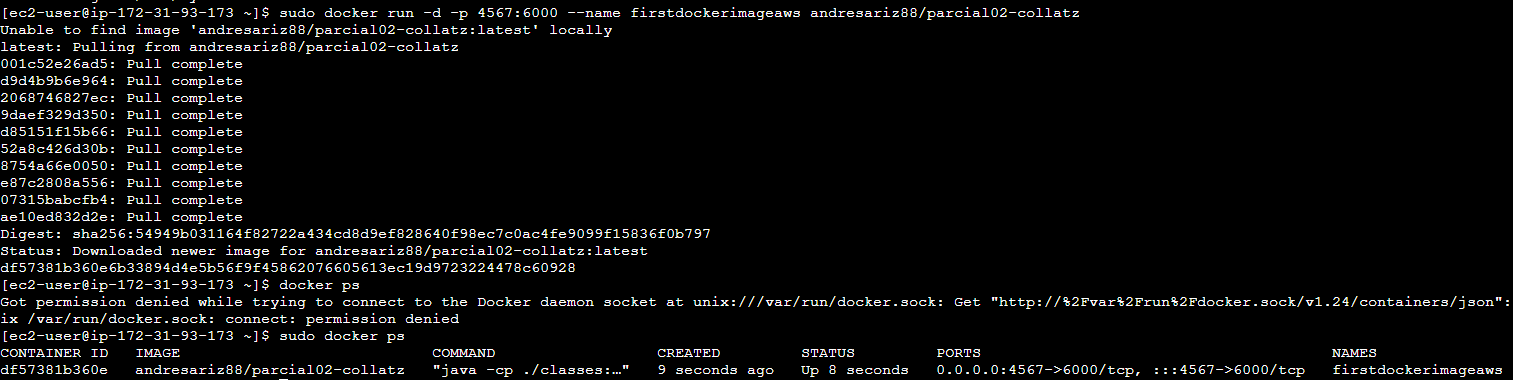 [ec2-user@ip-172-31-93-173 ~]$ sudo docker run -d -p 4567:6000 --name firstdockerimageaws andresariz88/parcial02-collatz
Unable to find image 'andresariz88/parcial02-collatz:latest' locally
latest: Pulling from andresariz88/parcial02-collatz
001c52e26ad5: Pull complete
d9d4b9b6e964: Pull complete
2068746827ec: Pull complete
9daef329d350: Pull complete
d85151f15b66: Pull complete
52a8c426d30b: Pull complete
8754a66e0050: Pull complete
e87c2808a556: Pull complete
07315babcfb4: Pull complete
ae10ed832d2e: Pull complete
Digest: sha256:54949b031164f82722a434cd8d9ef828640f98ec7c0ac4fe9099f15836f0b797
Status: Downloaded newer image for andresariz88/parcial02-collatz:latest
df57381b360e6b33894d4e5b56f9f45862076605613ec19d9723224478c60928
[ec2-user@ip-172-31-93-173 ~]$ docker ps
Got permission denied while trying to connect to the Docker daemon socket at unix:///var/run/docker.sock: Get "http://%2Fvar%2Frun%2Fdocker.sock/v1.24/containers/json":
ix /var/run/docker.sock: connect: permission denied
[ec2-user@ip-172-31-93-173 ~]$ sudo docker ps
CONTAINER ID   IMAGE                            COMMAND                  CREATED         STATUS         PORTS                                       NAMES
df57381b360e   andresariz88/parcial02-collatz   "java -cp ./classes:…"   9 seconds ago   Up 8 seconds   0.0.0.0:4567->6000/tcp, :::4567->6000/tcp   firstdockerimageaws